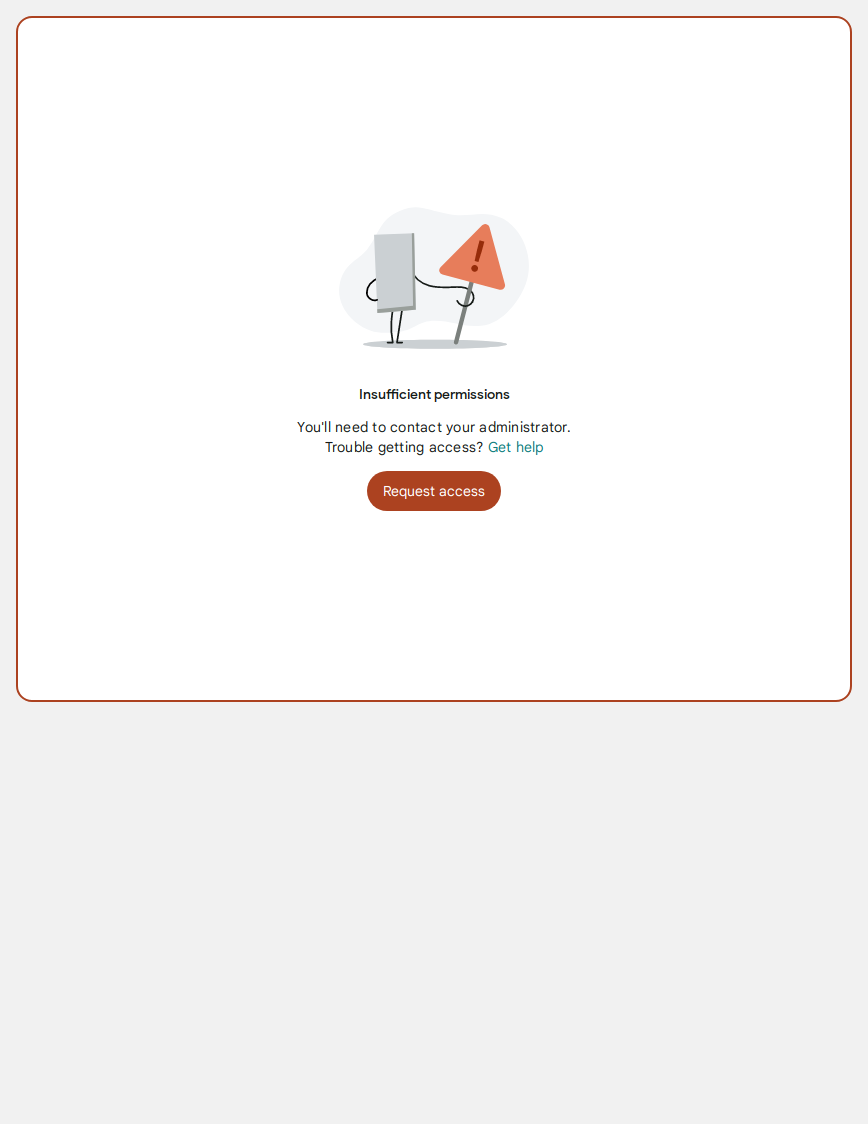 Insufficient permissions
You'll need to contact your administrator.
Trouble getting access? Get help
Request access